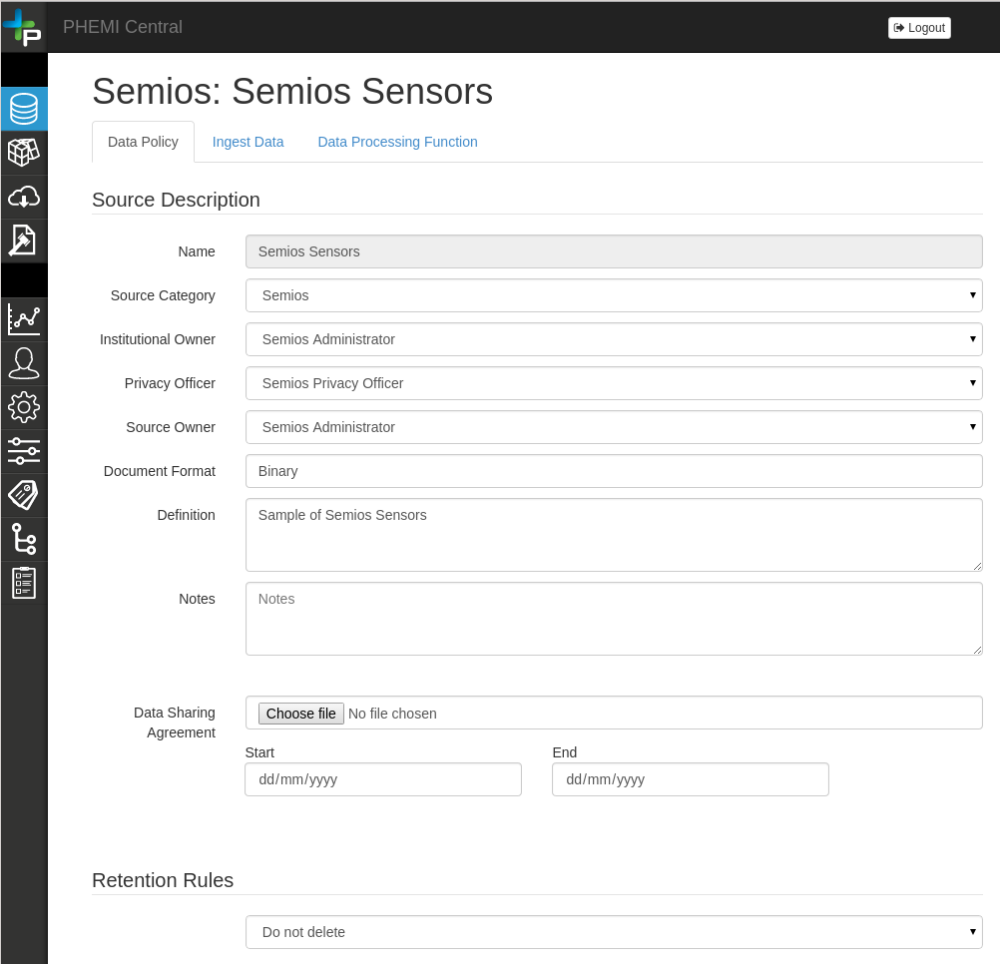 PHEMI Central
Logout
Semios: Semios Sensors
Data Policy Ingest Data Data Processing Function
Source Description
Name Semios Sensors
Source Category Semios
Institutional Owner Semios Administrator
Privacy Officer Semios Privacy Officer
Source Owner Semios Administrator
Document Format Binary
Definition Sample of Semios Sensors
Notes Notes
Data Sharing Agreement Choose file No file chosen
Start End
dd/mm/yyyy dd/mm/yyyy
Retention Rules
Do not delete